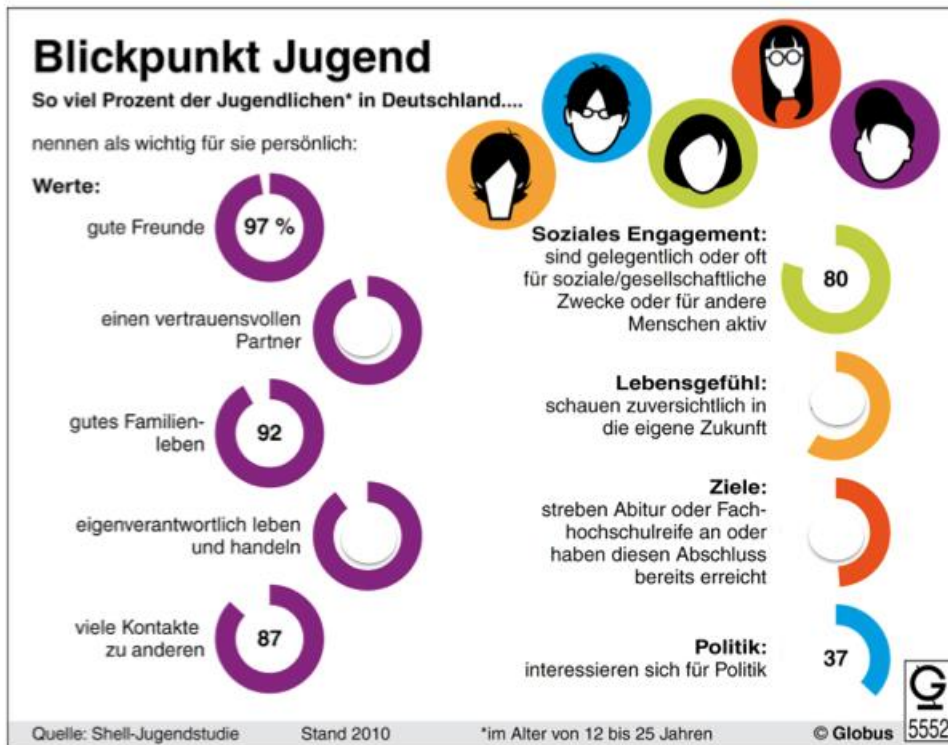 Blickpunkt Jugend
So viel Prozent der Jugendlichen* in Deutschland....
nennen als wichtig für sie persönlich:
Werte:
gute Freunde
97 %
einen vertrauensvollen
Partner
gutes Familien-
leben
92
eigenverantwortlich leben
und handeln
viele Kontakte
zu anderen
87
Soziales Engagement:
sind gelegentlich oder oft
für soziale/gesellschaftliche
Zwecke oder für andere
Menschen aktiv
80
Lebensgefühl:
schauen zuversichtlich in
die eigene Zukunft
Ziele:
streben Abitur oder Fach-
hochschulreife an oder
haben diesen Abschluss
bereits erreicht
Politik:
interessieren sich für Politik
37
Quelle: Shell-Jugendstudie
Stand 2010
*im Alter von 12 bis 25 Jahren
© Globus
G
5552